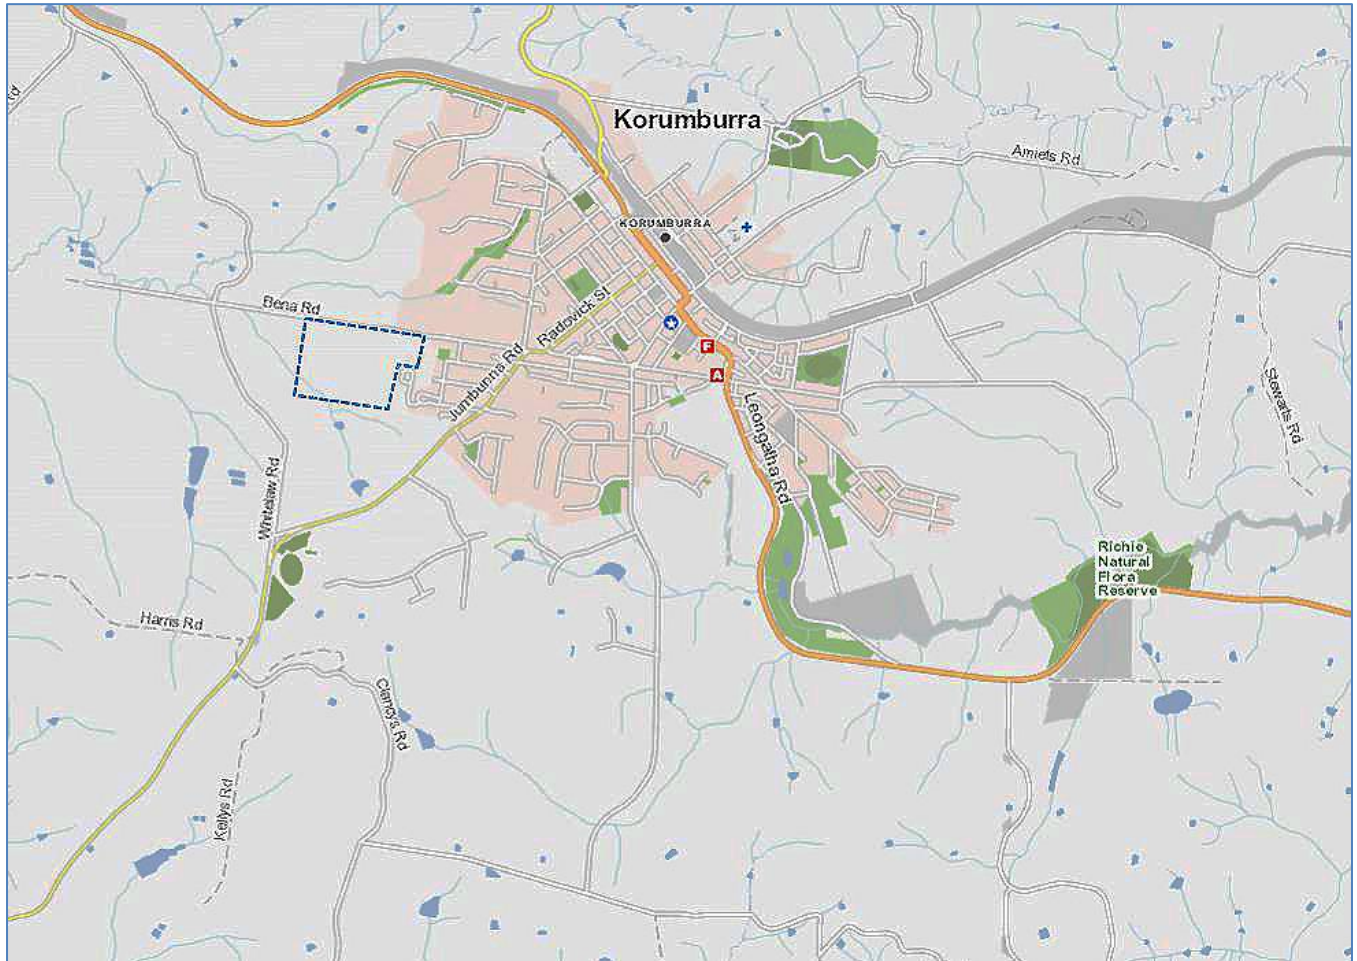 Korumburra
Amiets Rd
KORUMBURRA
Bena Rd
Radovick St
Jumbunna Rd
F
A
Leongatha Rd
Stewarts Rd
Whitelaw Rd
Richie
Natural
Flora
Reserve
Harris Rd
Clancys Rd
Kellys Rd